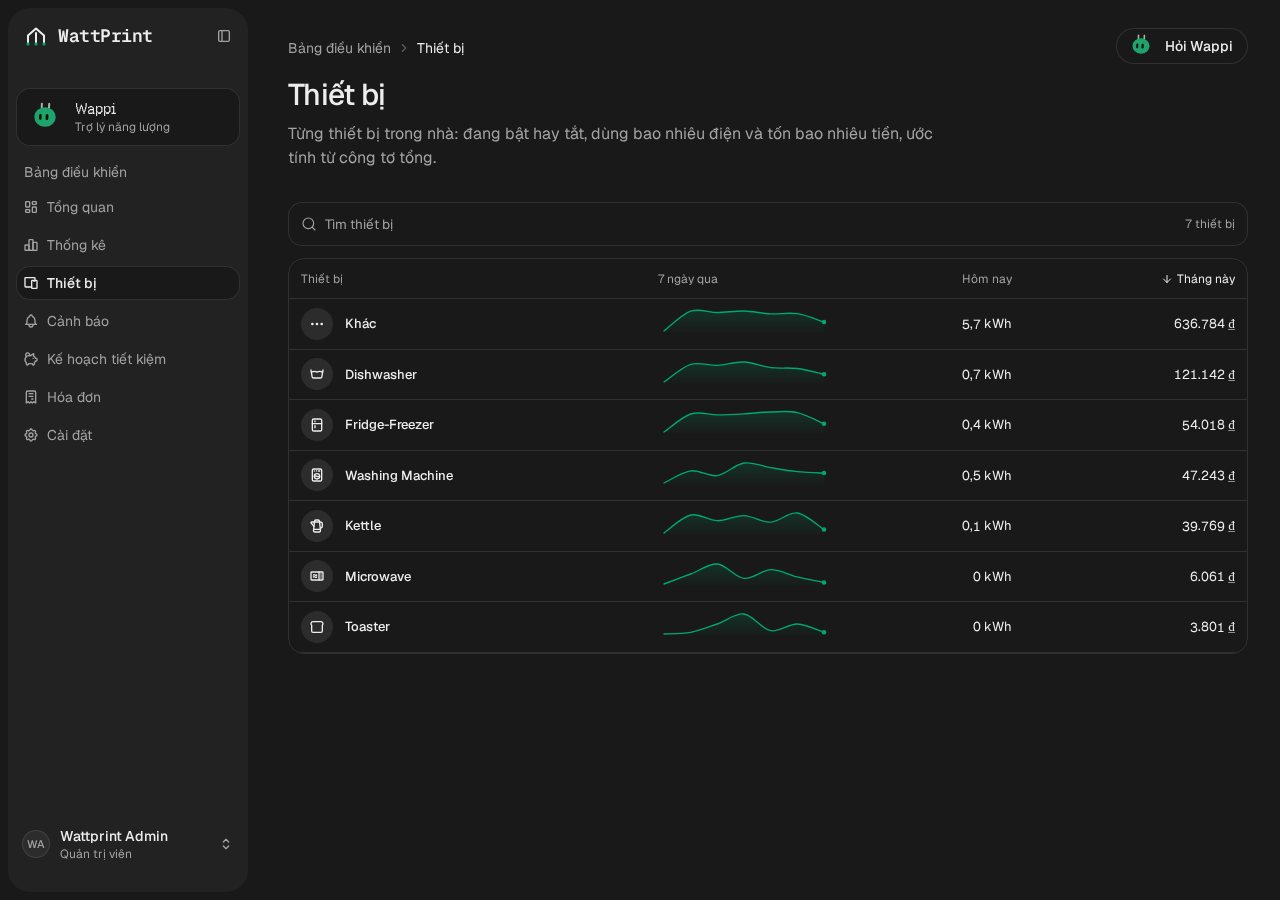 WattPrint
Wappi
Trợ lý năng lượng
Bảng điều khiển
Tổng quan
Thống kê
Thiết bị
Cảnh báo
Kế hoạch tiết kiệm
Hóa đơn
Cài đặt
WA
Wattprint Admin
Quản trị viên
Bảng điều khiển > Thiết bị
Hỏi Wappi
Thiết bị
Từng thiết bị trong nhà: đang bật hay tắt, dùng bao nhiêu điện và tốn bao nhiêu tiền, ước
tính từ công tơ tổng.
Tìm thiết bị 7 thiết bị
Thiết bị 7 ngày qua Hôm nay ↓ Tháng này
Khác 5,7 kWh 636.784 ₫
Dishwasher 0,7 kWh 121.142 ₫
Fridge-Freezer 0,4 kWh 54.018 ₫
Washing Machine 0,5 kWh 47.243 ₫
Kettle 0,1 kWh 39.769 ₫
Microwave 0 kWh 6.061 ₫
Toaster 0 kWh 3.801 ₫